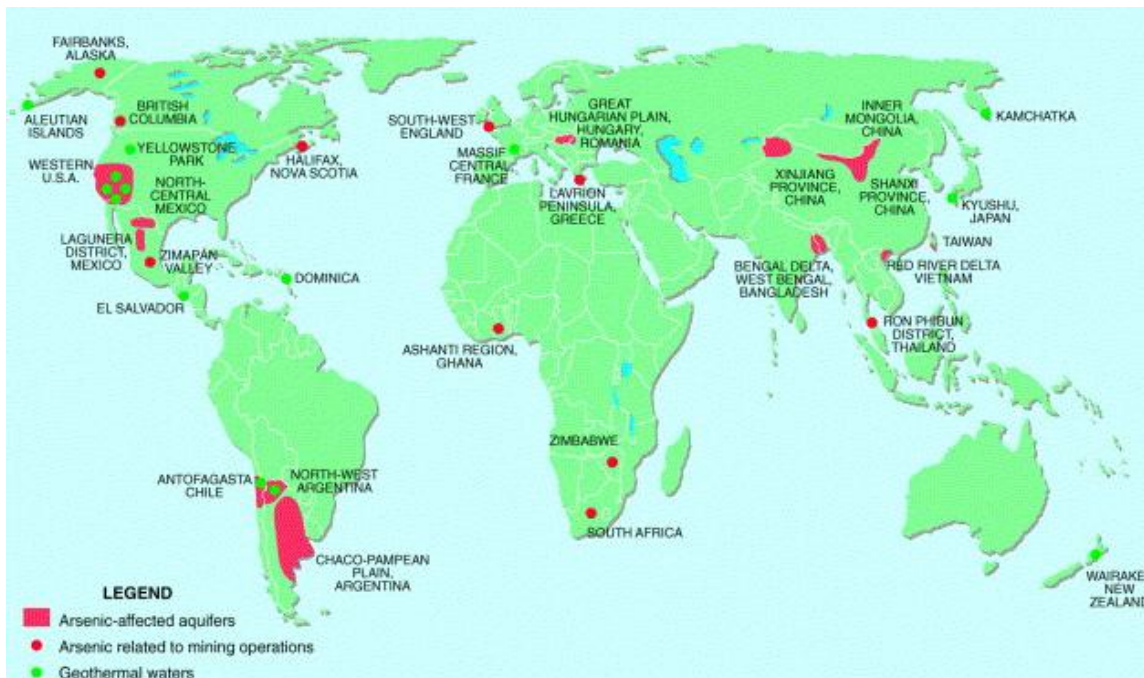 FAIRBANKS,
ALASKA
ALEUTIAN
ISLANDS
BRITISH
COLUMBIA
YELLOWSTONE
PARK
WESTERN
U.S.A.
NORTH-
CENTRAL
MEXICO
HALIFAX,
NOVA SCOTIA
LAGUNERA
DISTRICT,
MEXICO
ZIMAPÁN
VALLEY
DOMINICA
EL SALVADOR
SOUTH-WEST
ENGLAND
GREAT
HUNGARIAN PLAIN,
HUNGARY,
ROMANIA
MASSIF
CENTRAL,
FRANCE
LAVRION
PENINSULA,
GREECE
INNER
MONGOLIA,
CHINA
KAMCHATKA
XINJIANG
PROVINCE,
CHINA
SHANXI
PROVINCE,
CHINA
KYUSHU,
JAPAN
TAIWAN
BENGAL DELTA,
WEST BENGAL,
BANGLADESH
RED RIVER DELTA
VIETNAM
RON PHIBUN
DISTRICT,
THAILAND
ASHANTI REGION,
GHANA
ZIMBABWE
SOUTH AFRICA
ANTOFAGASTA
CHILE
NORTH-WEST
ARGENTINA
CHACO-PAMPEAN
PLAIN,
ARGENTINA
WAIRAKE
NEW
ZEALAND
LEGEND
Arsenic-affected aquifers
Arsenic related to mining operations
Geothermal waters